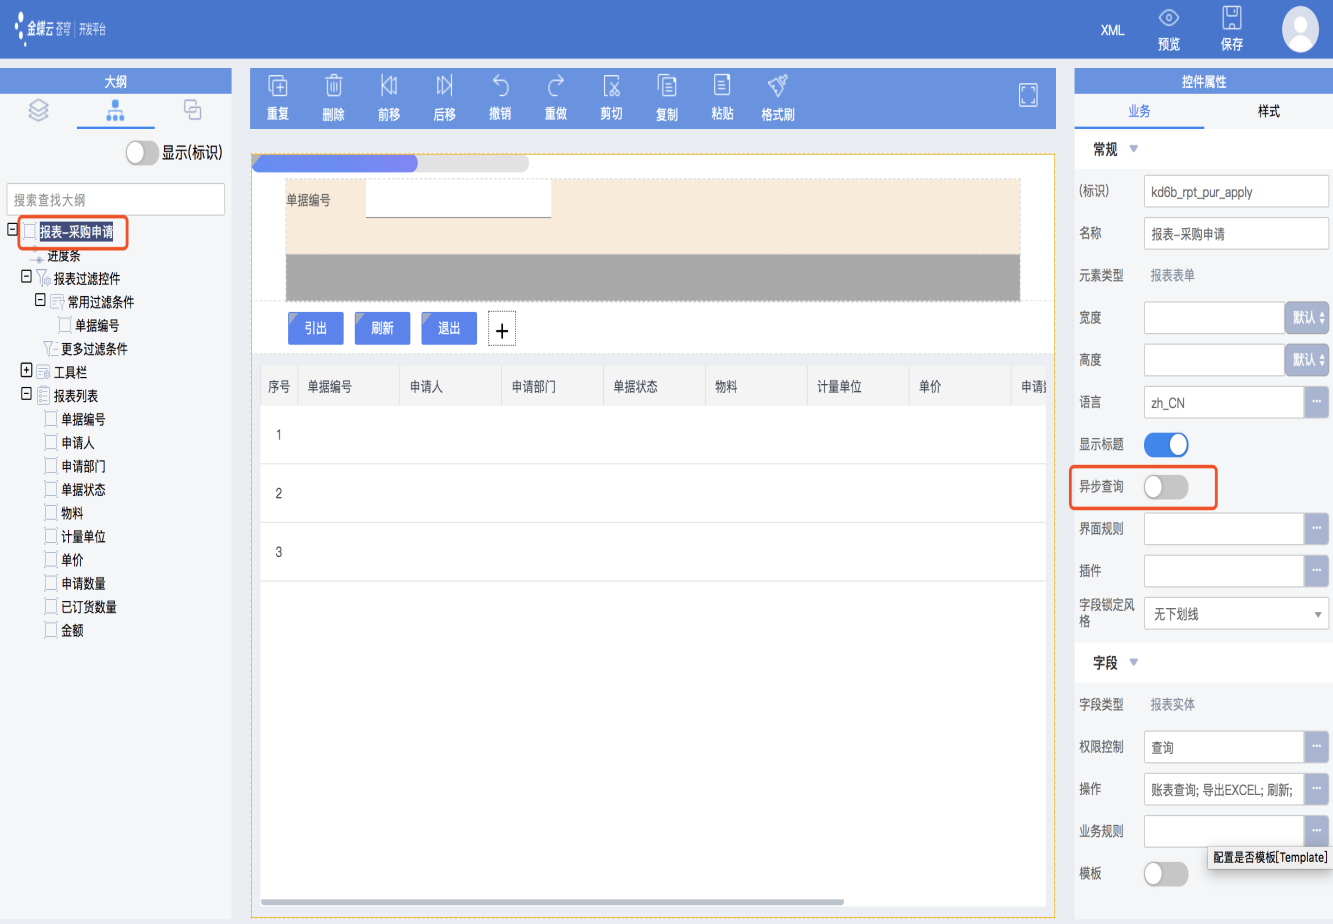 金蝶云 苍穹 | 开发平台
XML
预览
保存
大纲
显示(标识)
搜素查找大纲
报表-采购申请
进度条
报表过滤控件
常用过滤条件
单据编号
更多过滤条件
工具栏
报表列表
单据编号
申请人
申请部门
单据状态
物料
计量单位
单价
申请数量
已订货数量
金额
重复 删除 前移 后移 撤销 重做 剪切 复制 粘贴 格式刷
单据编号
引出 刷新 退出 +
序号 单据编号 申请人 申请部门 单据状态 物料 计量单位 单价
1
2
3
控件属性
业务 样式
常规
(标识) kd6b_rpt_pur_apply
名称 报表-采购申请
元素类型 报表表单
宽度 默认
高度 默认
语言 zh_CN ...
显示标题
异步查询
界面规则 ...
插件 ...
字段锁定风
格
无下划线
字段
字段类型 报表实体
权限控制 查询 ...
操作 账表查询; 导出EXCEL; 刷新; ...
业务规则 ...
配置是否模板[Template]
模板